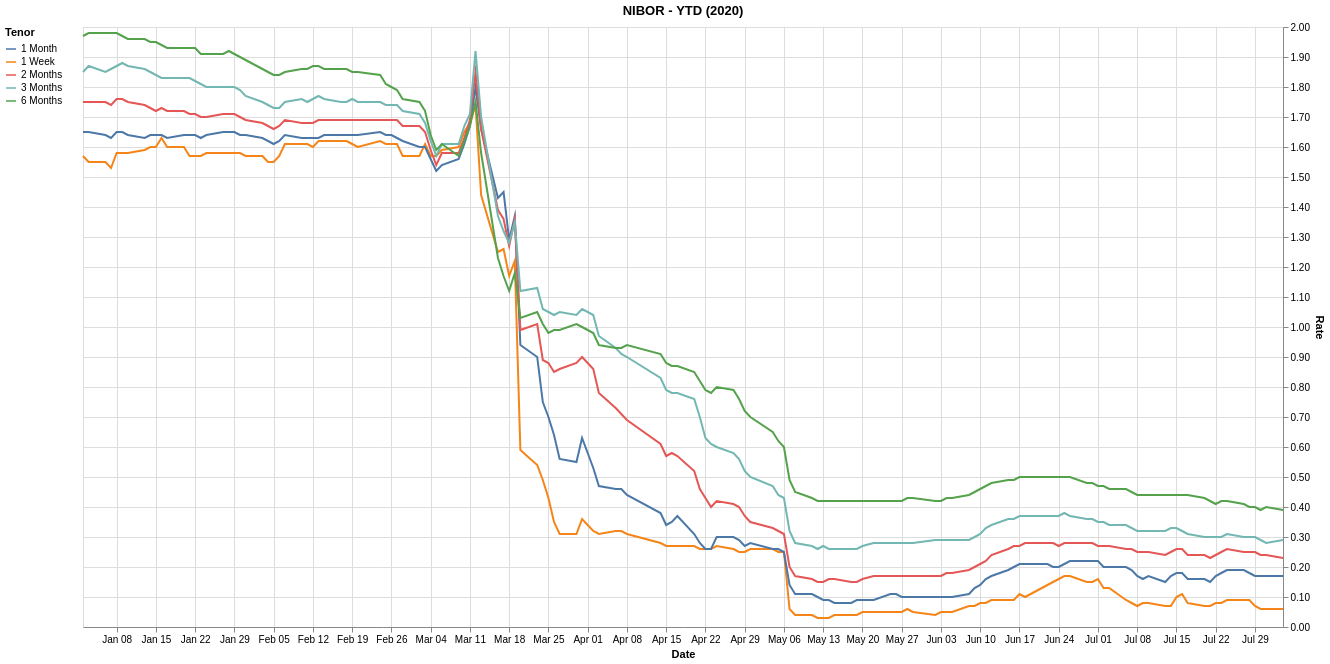 NIBOR - YTD (2020)
Tenor
1 Month
1 Week
2 Months
3 Months
6 Months
2.00
1.90
1.80
1.70
1.60
1.50
1.40
1.30
1.20
1.10
1.00
0.90
0.80
0.70
0.60
0.50
0.40
0.30
0.20
0.10
0.00
Rate
Jan 08 Jan 15 Jan 22 Jan 29 Feb 05 Feb 12 Feb 19 Feb 26 Mar 04 Mar 11 Mar 18 Mar 25 Apr 01 Apr 08 Apr 15 Apr 22 Apr 29 May 06 May 13 May 20 May 27 Jun 03 Jun 10 Jun 17 Jun 24 Jul 01 Jul 08 Jul 15 Jul 22 Jul 29
Date